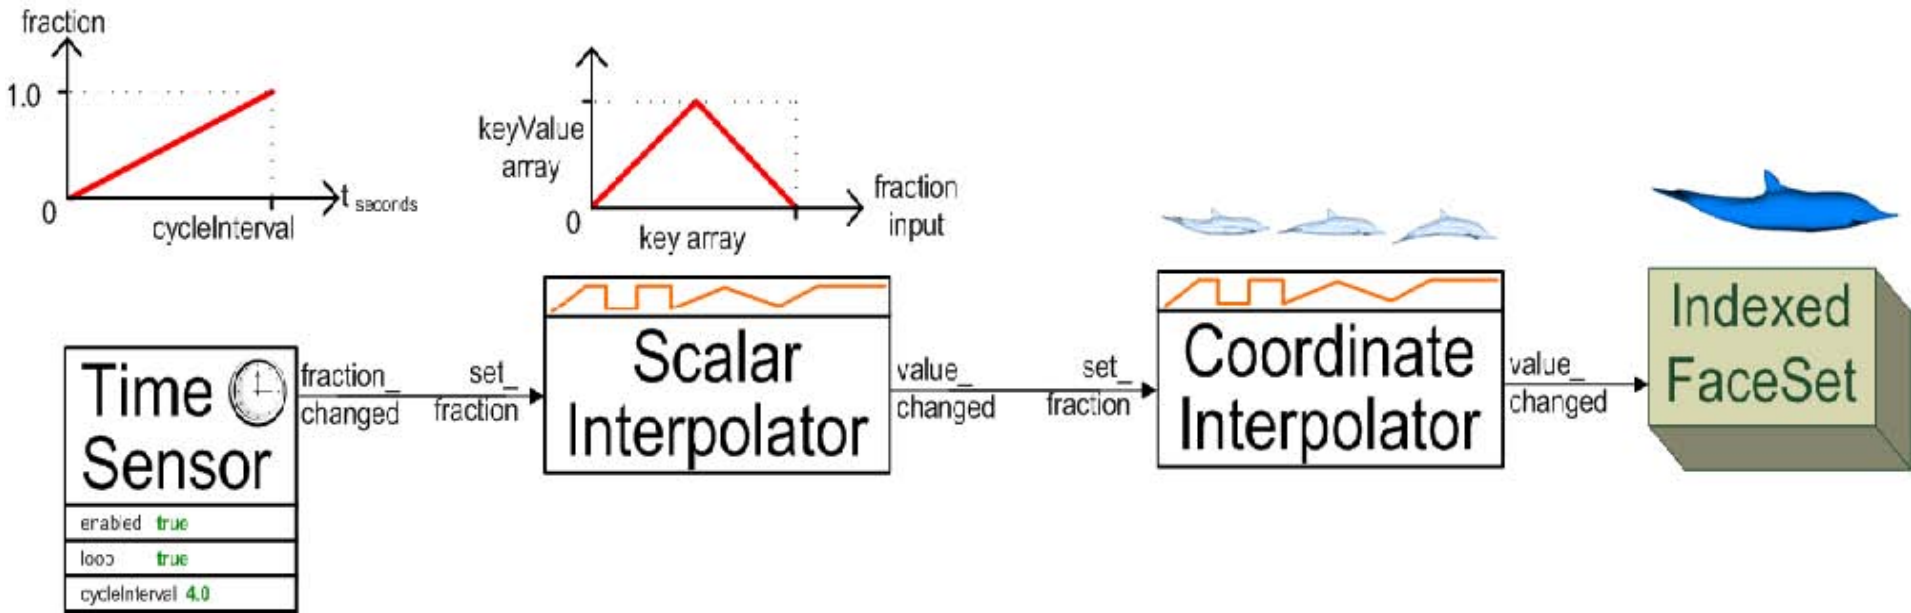 fraction
1.0
0
t seconds
cycleInterval
keyValue
array
0
key array
fraction
input
Time
Sensor
enabled true
loop true
cycleInterval 4.0
fraction_
changed
set_
fraction
Scalar
Interpolator
value_
changed
set_
fraction
Coordinate
Interpolator
value_
changed
Indexed
FaceSet